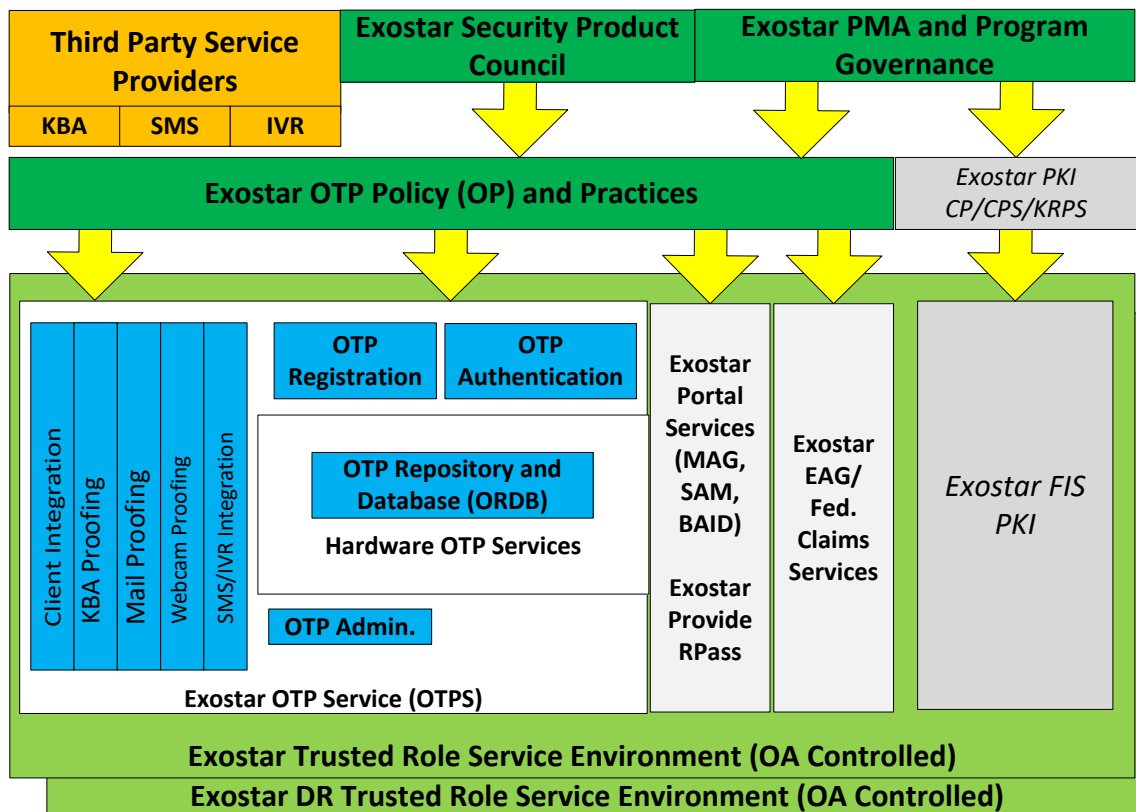 Third Party Service
Providers
KBA
SMS
IVR
Exostar Security Product
Council
Exostar PMA and Program
Governance
Exostar OTP Policy (OP) and Practices
Exostar PKI
CP/CPS/KRPS
Client Integration
KBA Proofing
Mail Proofing
Webcam Proofing
SMS/IVR Integration
OTP
Registration
OTP
Authentication
OTP Repository and
Database (ORDB)
Hardware OTP Services
OTP Admin.
Exostar OTP Service (OTPS)
Exostar
Portal
Services
(MAG,
SAM,
BAID)
Exostar
Provide
RPass
Exostar
EAG/
Fed.
Claims
Services
Exostar FIS
PKI
Exostar Trusted Role Service Environment (OA Controlled)
Exostar DR Trusted Role Service Environment (OA Controlled)